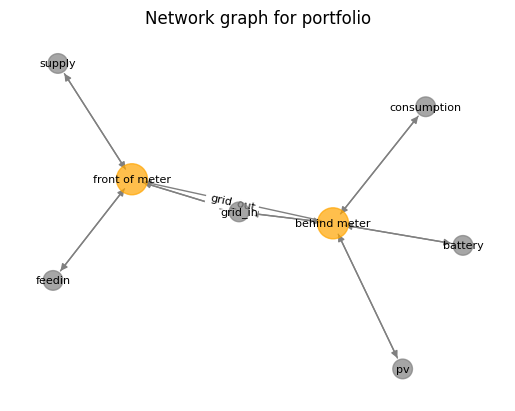 Network graph for portfolio
supply
consumption
front of meter
grid_out
grid_in
behind meter
battery
feedin
pv